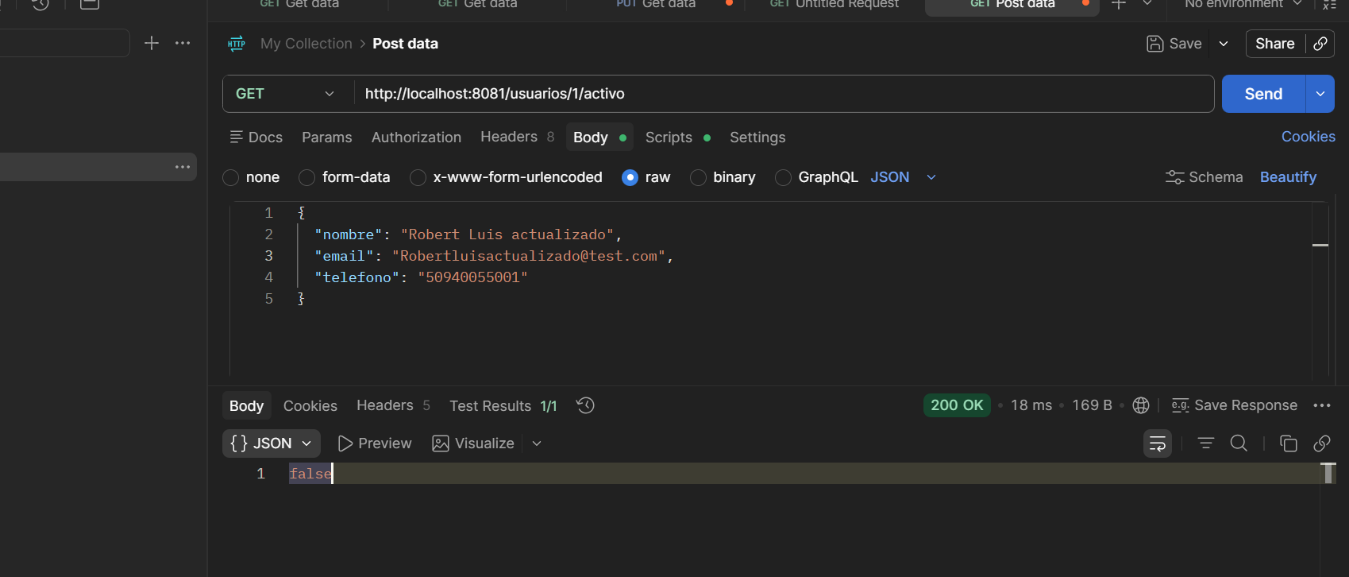 GET Get data GET Get data PUT Get data GET Untitled Request GET Post data No environment
HTTP My Collection > Post data Save Share
GET http://localhost:8081/usuarios/1/activo Send
Docs Params Authorization Headers 8 Body Scripts Settings Cookies
none form-data x-www-form-urlencoded raw binary GraphQL JSON Schema Beautify
1 {
2 "nombre": "Robert Luis actualizado",
3 "email": "Robertluisactualizado@test.com",
4 "telefono": "50940055001"
5 }
Body Cookies Headers 5 Test Results 1/1 200 OK • 18 ms • 169 B • e.g. Save Response
{} JSON Preview Visualize
1 false